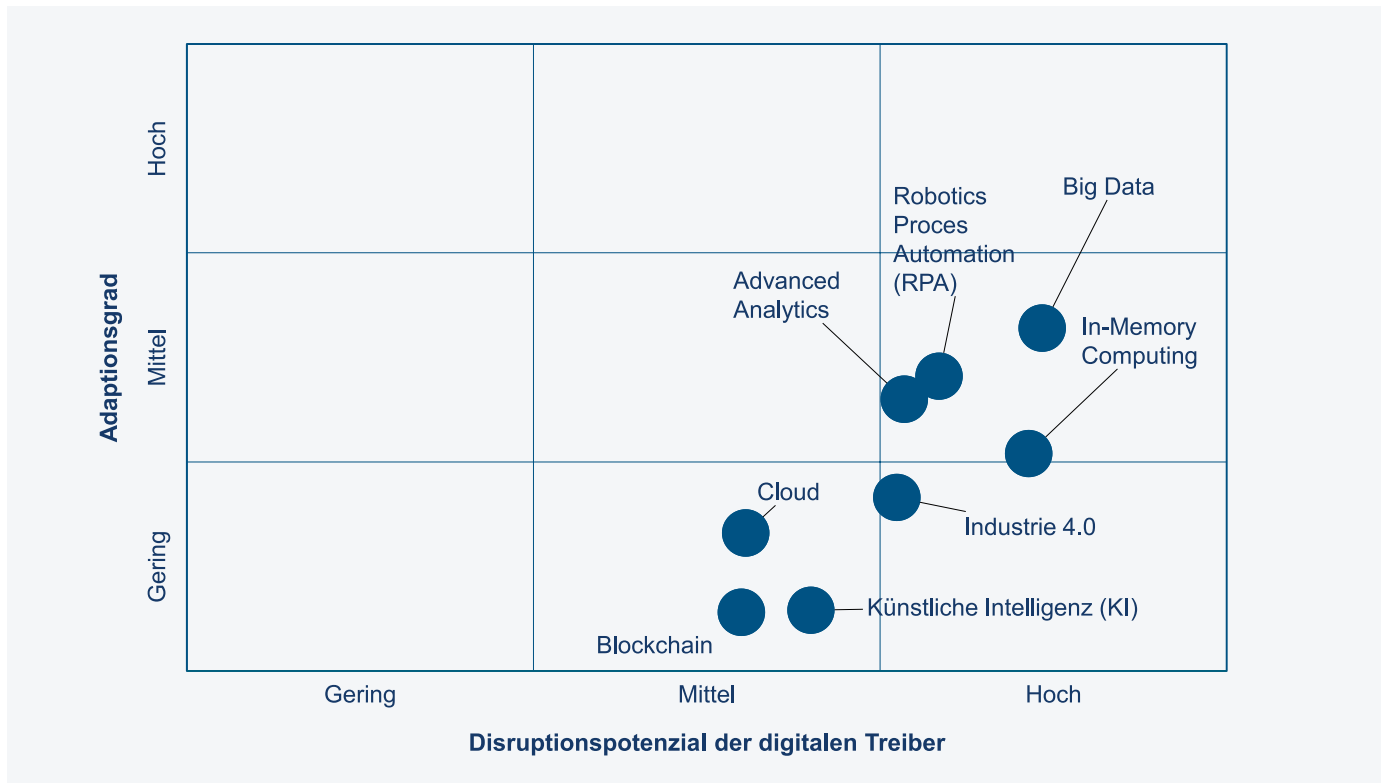 Adaptionsgrad
Hoch
Mittel
Gering
Robotics
Proces
Automation
(RPA)
Big Data
Advanced
Analytics
In-Memory
Computing
Cloud
Industrie 4.0
Künstliche Intelligenz (KI)
Blockchain
Gering
Mittel
Hoch
Disruptionspotenzial der digitalen Treiber